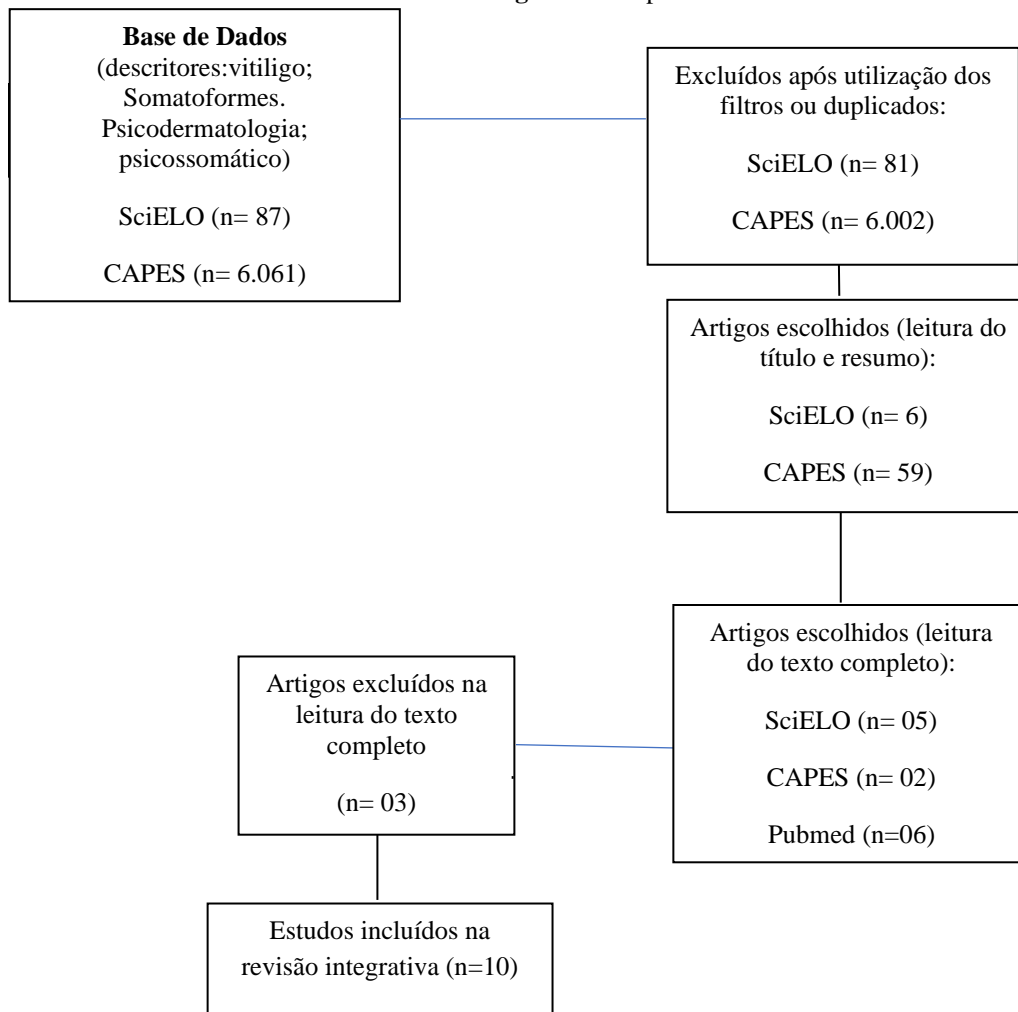 Base de Dados
(descritores:vitiligo;
Somatoformes.
Psicodermatologia;
psicossomático)
SciELO (n= 87)
CAPES (n= 6.061)
Excluídos após utilização dos
filtros ou duplicados:
SciELO (n= 81)
CAPES (n= 6.002)
Artigos escolhidos (leitura do
título e resumo):
SciELO (n= 6)
CAPES (n= 59)
Artigos escolhidos (leitura
do texto completo):
SciELO (n= 05)
CAPES (n= 02)
Pubmed (n=06)
Artigos excluídos na
leitura do texto
completo
(n= 03)
Estudos incluídos na
revisão integrativa (n=10)